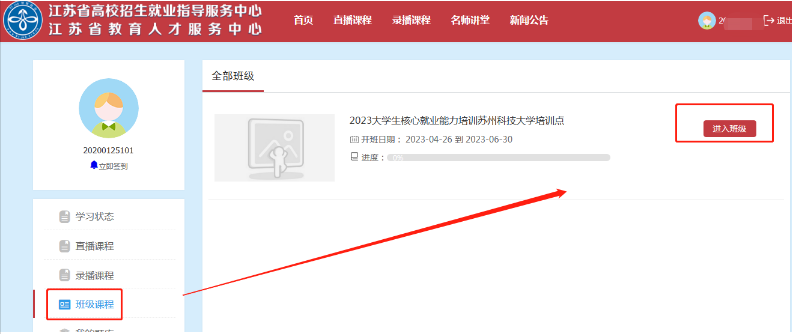 江苏省高校招生就业指导服务中心
江苏省教育人才服务中心
首页 直播课程 录播课程 名师讲堂 新闻公告
退出
全部班级
2023大学生核心就业能力培训苏州科技大学培训点
开班日期： 2023-04-26 到 2023-06-30
进度： 0%
进入班级
20200125101
立即签到
学习状态
直播课程
录播课程
班级课程